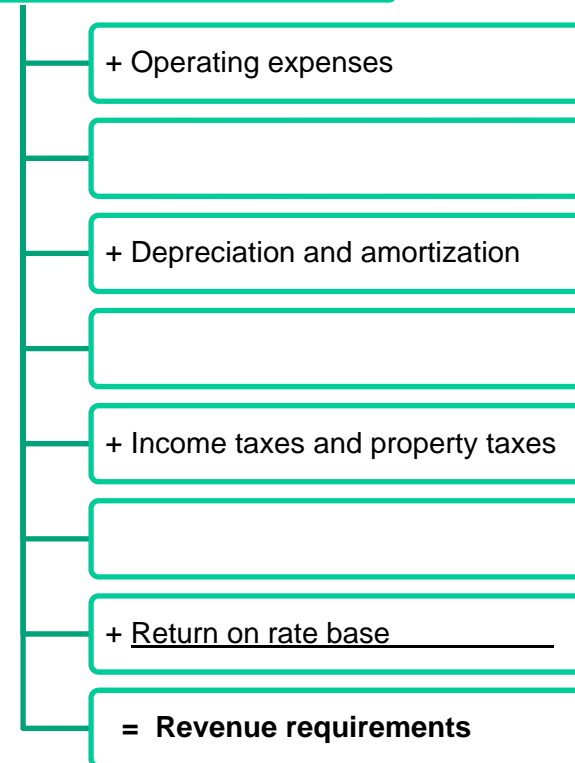 + Operating expenses
+ Depreciation and amortization
+ Income taxes and property taxes
+ Return on rate base
= Revenue requirements